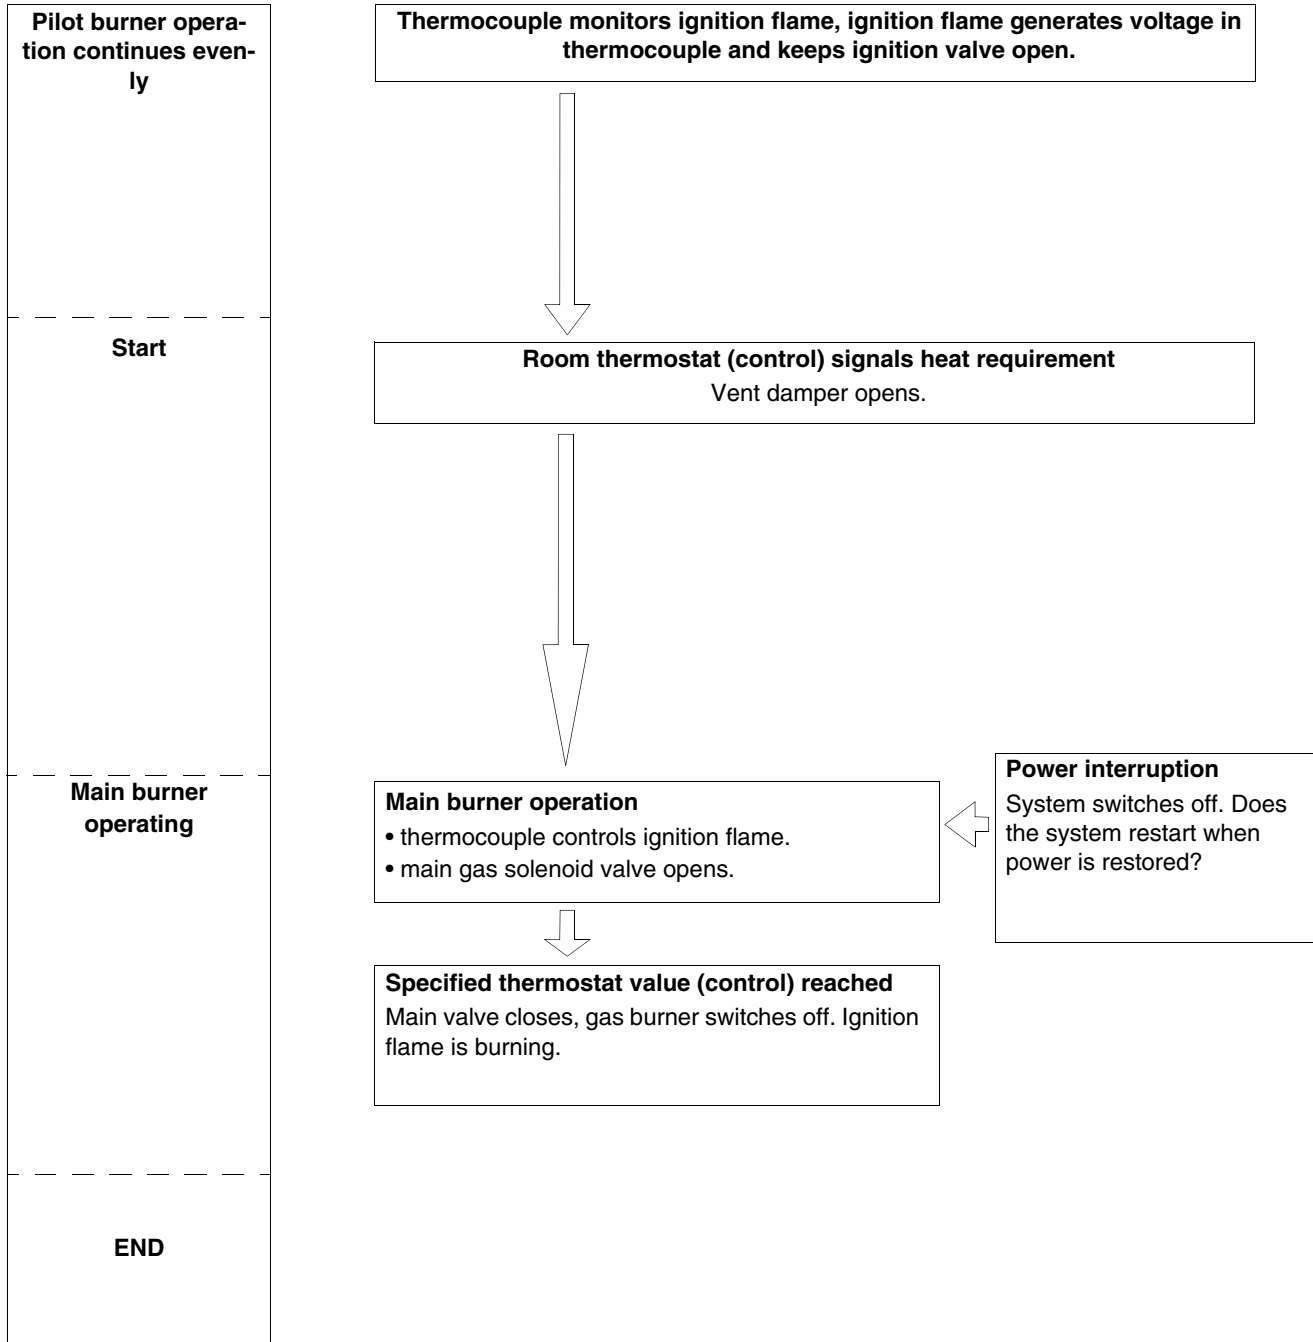 Pilot burner opera-
tion continues even-
ly
Thermocouple monitors ignition flame, ignition flame generates voltage in
thermocouple and keeps ignition valve open.
Start
Room thermostat (control) signals heat requirement
Vent damper opens.
Main burner
operating
Main burner operation
• thermocouple controls ignition flame.
• main gas solenoid valve opens.
Power interruption
System switches off. Does
the system restart when
power is restored?
Specified thermostat value (control) reached
Main valve closes, gas burner switches off. Ignition
flame is burning.
END